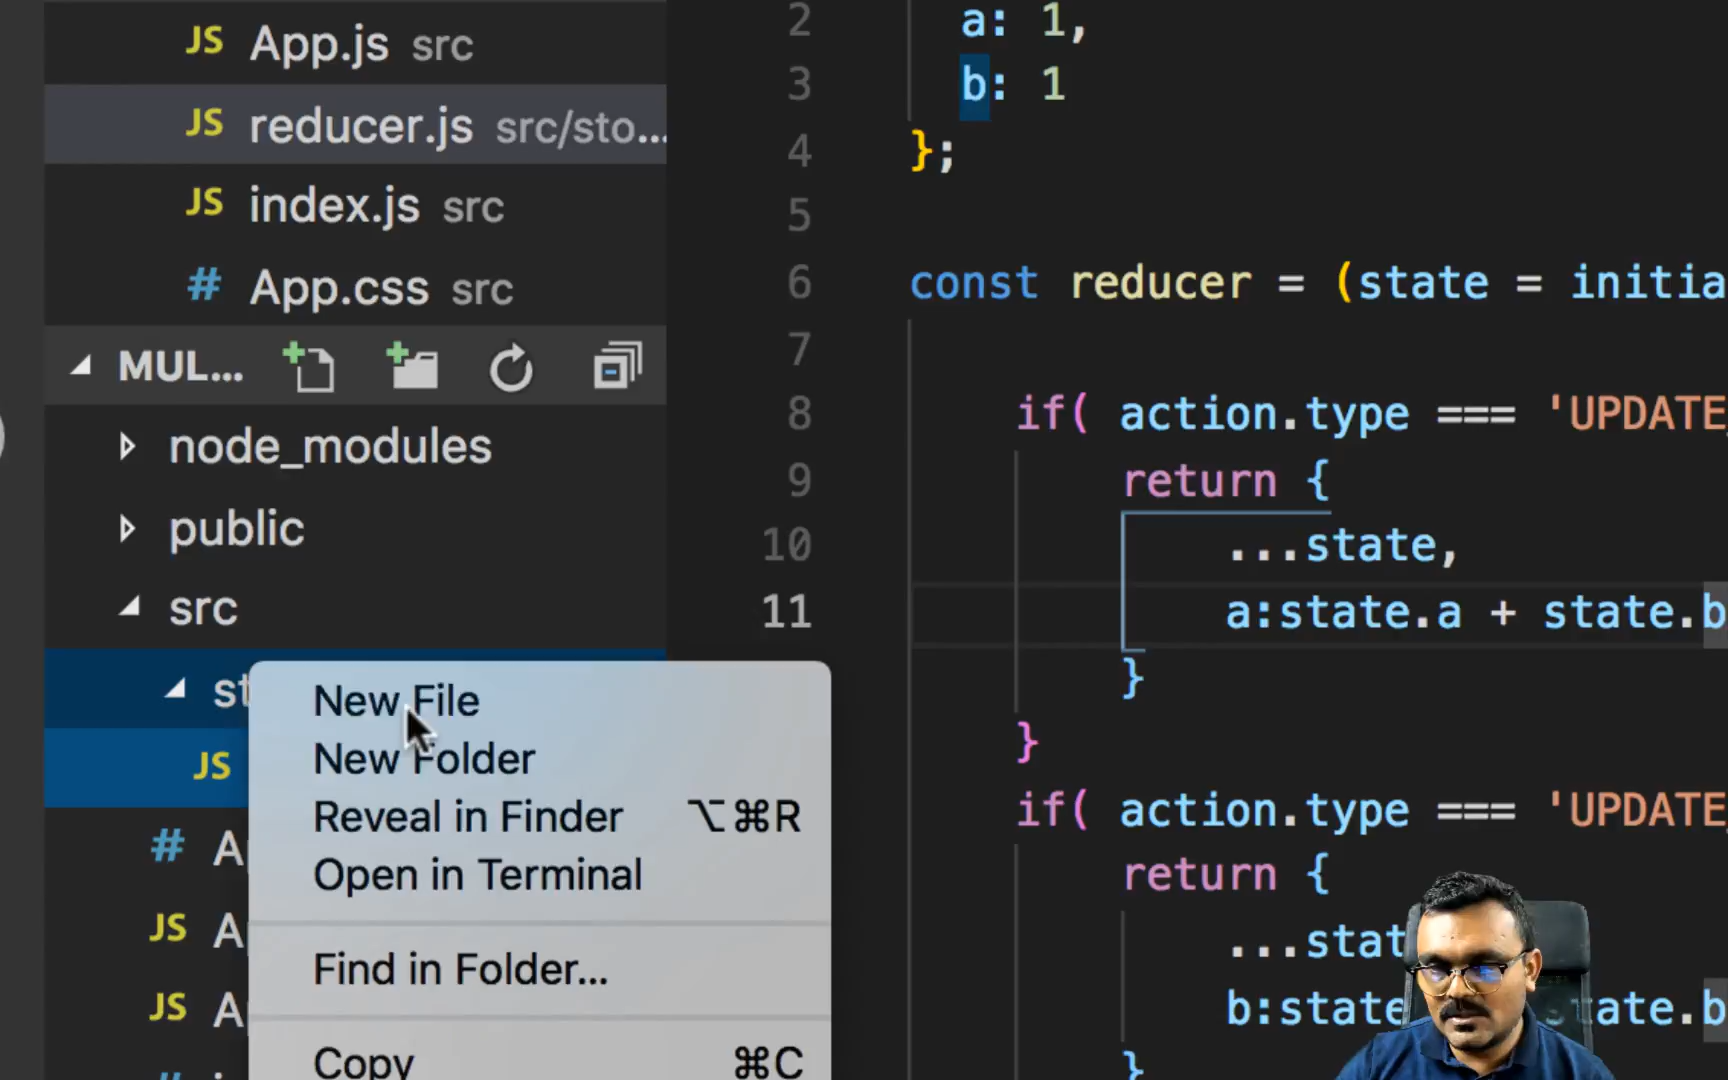 JS App.js src
JS reducer.js src/sto...
JS index.js src
# App.css src
MUL...
node_modules
public
src
st
JS
# A
JS A
JS A
New File
New Folder
Reveal in Finder ⌥⌘R
Open in Terminal
Find in Folder...
Copy ⌘C
2 a: 1,
3 b: 1
4 };
5
6 const reducer = (state = initia
7
8 if( action.type === 'UPDATE
9 return {
10 ...state,
11 a:state.a + state.b
}
}
if( action.type === 'UPDATE
return {
...stat
b:state tate.b
}